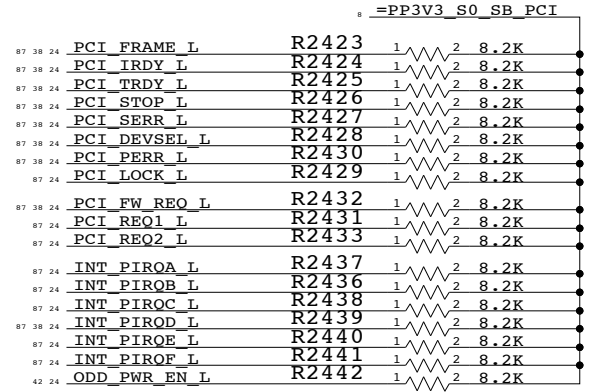 8 =PP3V3_S0_SB_PCI
87 38 24 PCI_FRAME_L R2423 1 2 8.2K
87 38 24 PCI_IRDY_L R2424 1 2 8.2K
87 38 24 PCI_TRDY_L R2425 1 2 8.2K
87 38 24 PCI_STOP_L R2426 1 2 8.2K
87 38 24 PCI_SERR_L R2427 1 2 8.2K
87 38 24 PCI_DEVSEL_L R2428 1 2 8.2K
87 38 24 PCI_PERR_L R2430 1 2 8.2K
87 24 PCI_LOCK_L R2429 1 2 8.2K
87 38 24 PCI_FW_REQ_L R2432 1 2 8.2K
87 24 PCI_REQ1_L R2431 1 2 8.2K
87 24 PCI_REQ2_L R2433 1 2 8.2K
87 24 INT_PIRQA_L R2437 1 2 8.2K
87 24 INT_PIRQB_L R2436 1 2 8.2K
87 24 INT_PIRQC_L R2438 1 2 8.2K
87 38 24 INT_PIRQD_L R2439 1 2 8.2K
87 24 INT_PIRQE_L R2440 1 2 8.2K
87 24 INT_PIRQF_L R2441 1 2 8.2K
42 24 ODD_PWR_EN_L R2442 1 2 8.2K